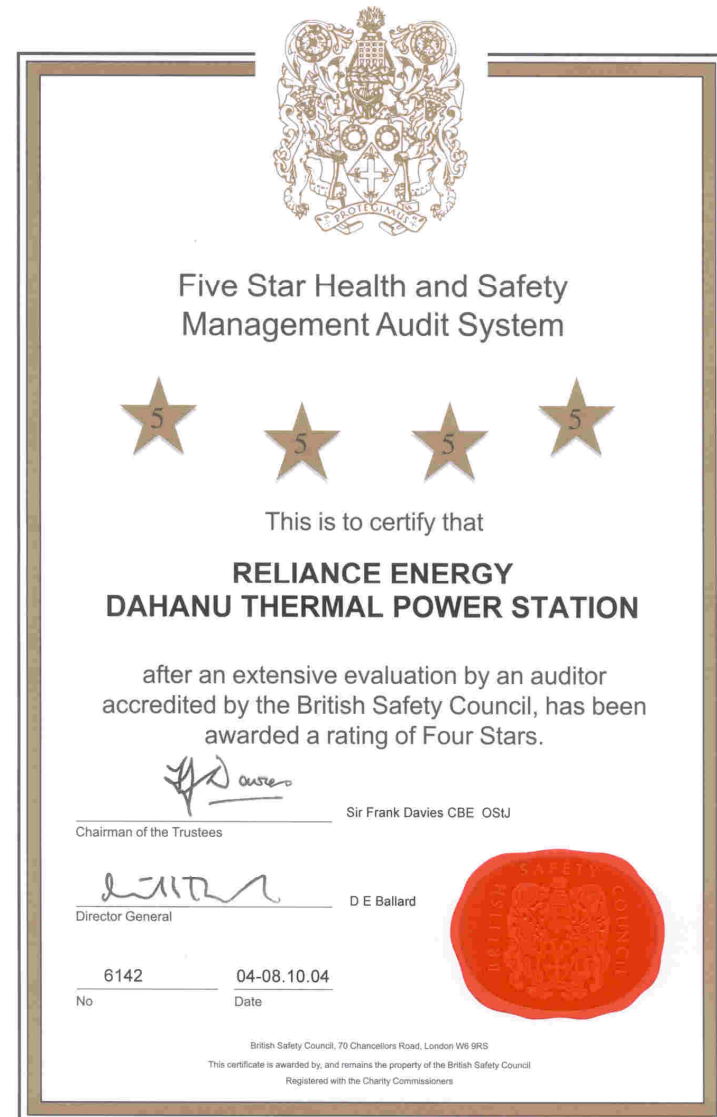 PROTEGIMUS
Five Star Health and Safety
Management Audit System
5 5 5 5
This is to certify that
RELIANCE ENERGY
DAHANU THERMAL POWER STATION
after an extensive evaluation by an auditor
accredited by the British Safety Council, has been
awarded a rating of Four Stars.
Sir Frank Davies CBE OStJ
Chairman of the Trustees
D E Ballard
Director General
6142 04-08.10.04
No Date
BRITISH SAFETY COUNCIL
British Safety Council, 70 Chancellors Road, London W6 9RS
This certificate is awarded by, and remains the property of the British Safety Council
Registered with the Charity Commissioners